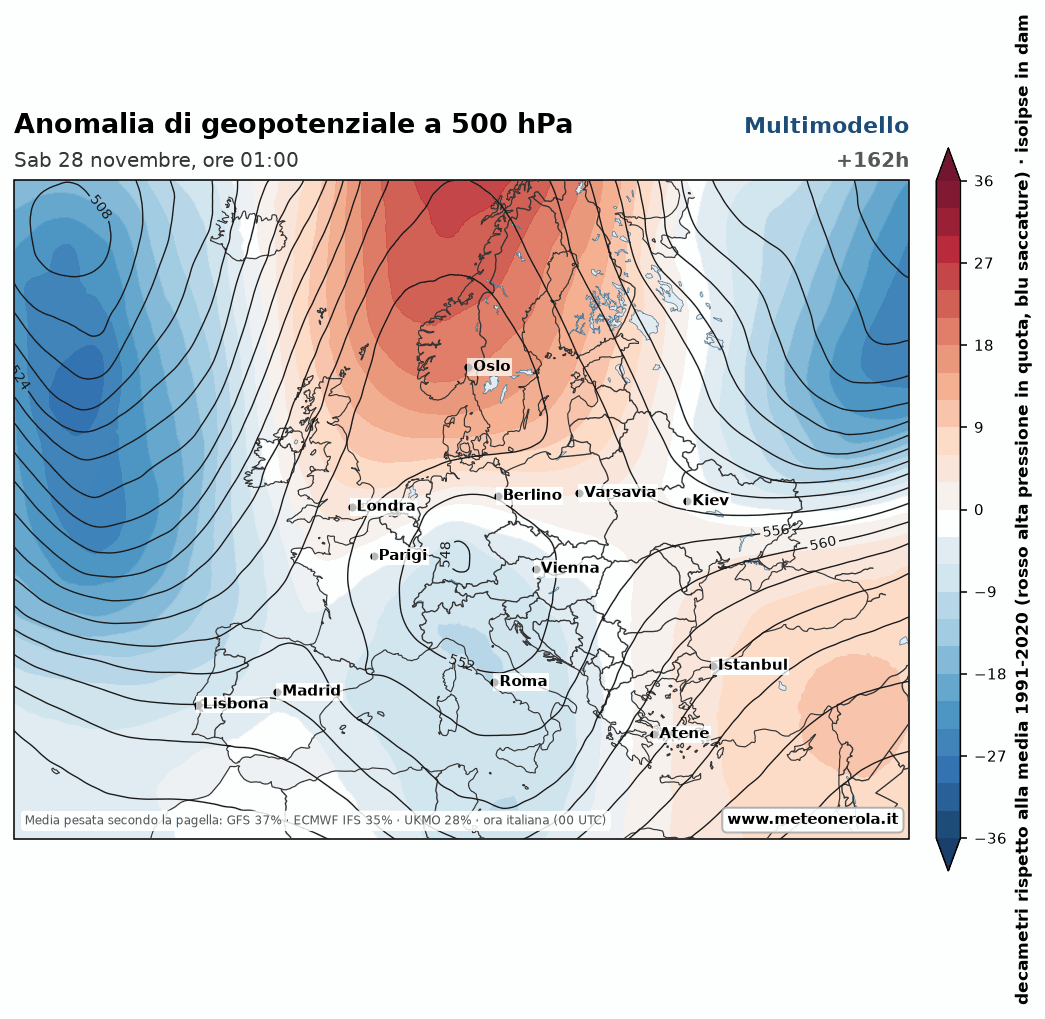 Anomalia di geopotenziale a 500 hPa
Multimodello
Sab 28 novembre, ore 01:00
+162h
508
524
Oslo
Londra
Berlino
Varsavia
Kiev
556
560
548
Parigi
Vienna
552
Roma
Istanbul
Madrid
Lisbona
Atene
Media pesata secondo la pagella: GFS 37% · ECMWF IFS 35% · UKMO 28% · ora italiana (00 UTC)
www.meteonerola.it
36
27
18
9
0
−9
−18
−27
−36
decametri rispetto alla media 1991-2020 (rosso alta pressione in quota, blu saccature) · isoipse in dam